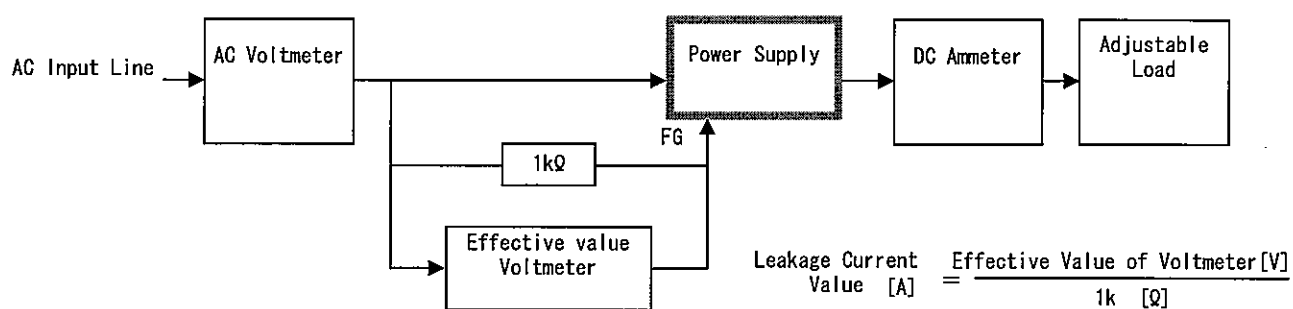 AC Input Line
AC Voltmeter
Power Supply
DC Ammeter
Adjustable
Load
FG
1kΩ
Effective value
Voltmeter
Leakage Current
Value [A]
=
Effective Value of Voltmeter[V]
1k [Ω]